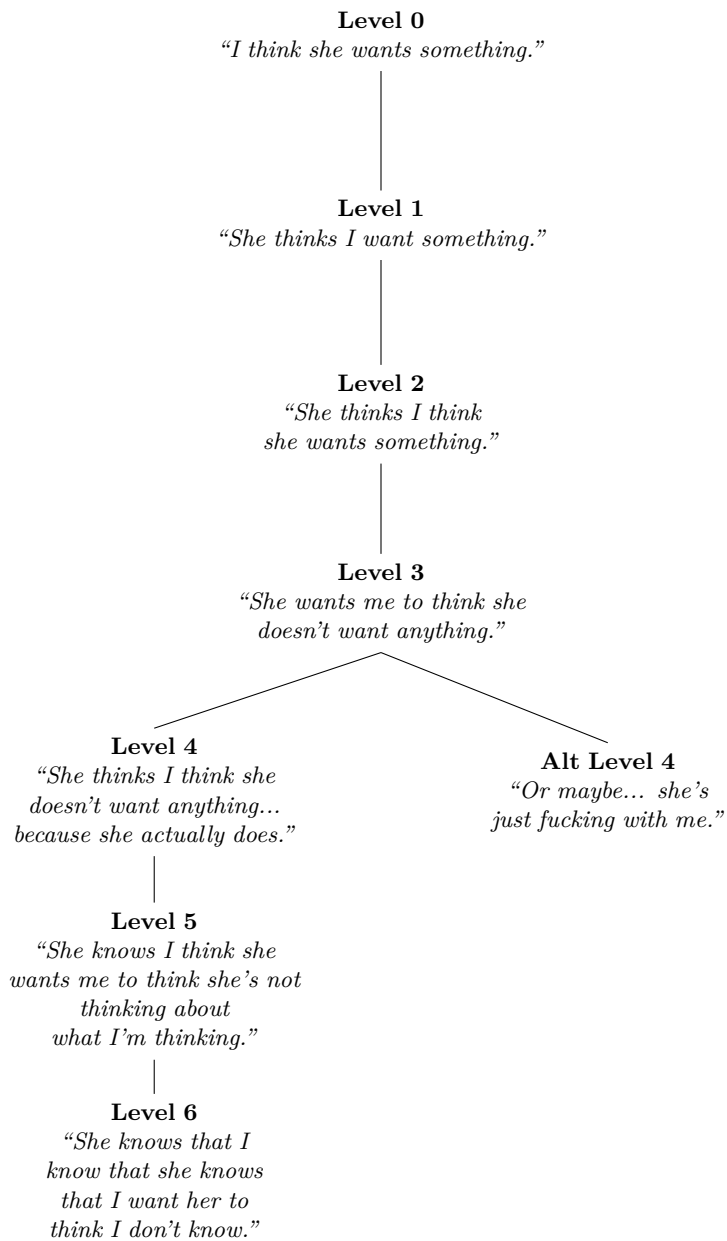 Level 0
“I think she wants something.”
Level 1
“She thinks I want something.”
Level 2
“She thinks I think
she wants something.”
Level 3
“She wants me to think she
doesn't want anything.”
Level 4
“She thinks I think she
doesn't want anything...
because she actually does.”
Alt Level 4
“Or maybe... she's
just fucking with me.”
Level 5
“She knows I think she
wants me to think she's not
thinking about
what I'm thinking.”
Level 6
“She knows that I
know that she knows
that I want her to
think I don't know.”